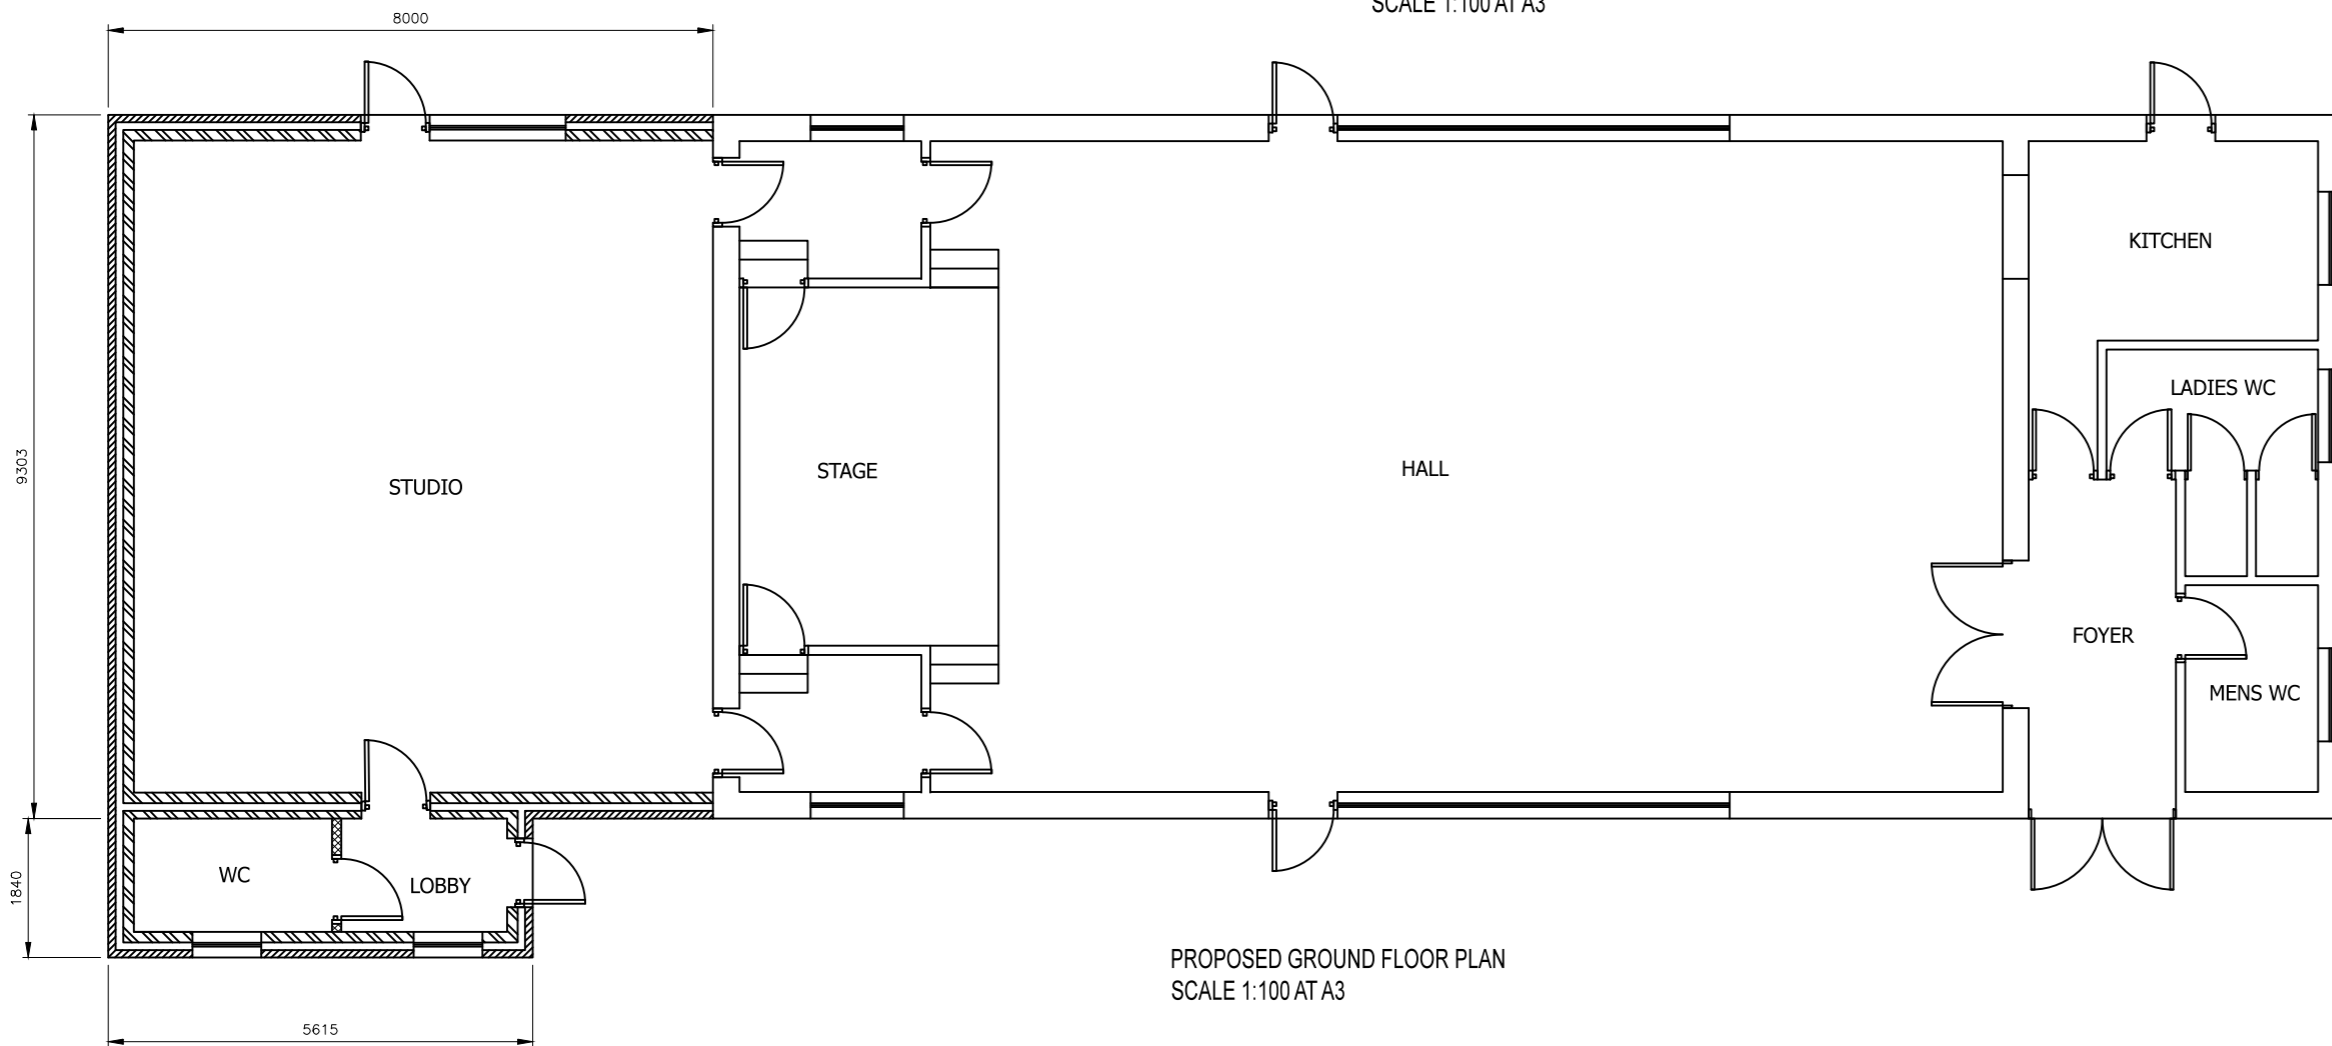 SCALE 1:100 AT A3
8000
9303
1840
5615
STUDIO
STAGE
HALL
KITCHEN
LADIES WC
FOYER
MENS WC
WC
LOBBY
PROPOSED GROUND FLOOR PLAN
SCALE 1:100 AT A3